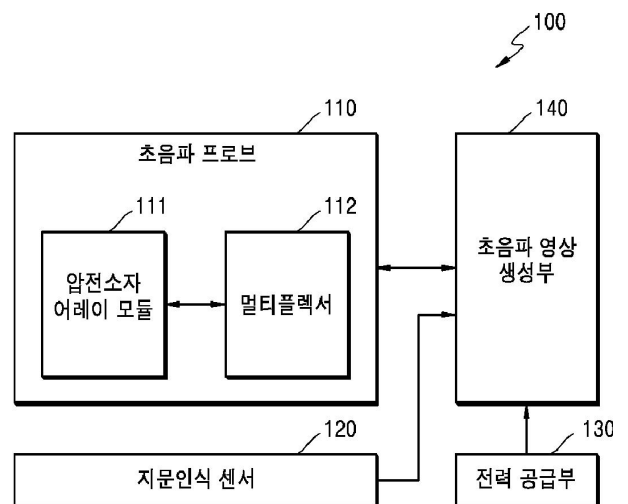 100
110
초음파 프로브
111
압전소자
어레이 모듈
112
멀티플렉서
140
초음파 영상
생성부
120
지문인식 센서
130
전력 공급부